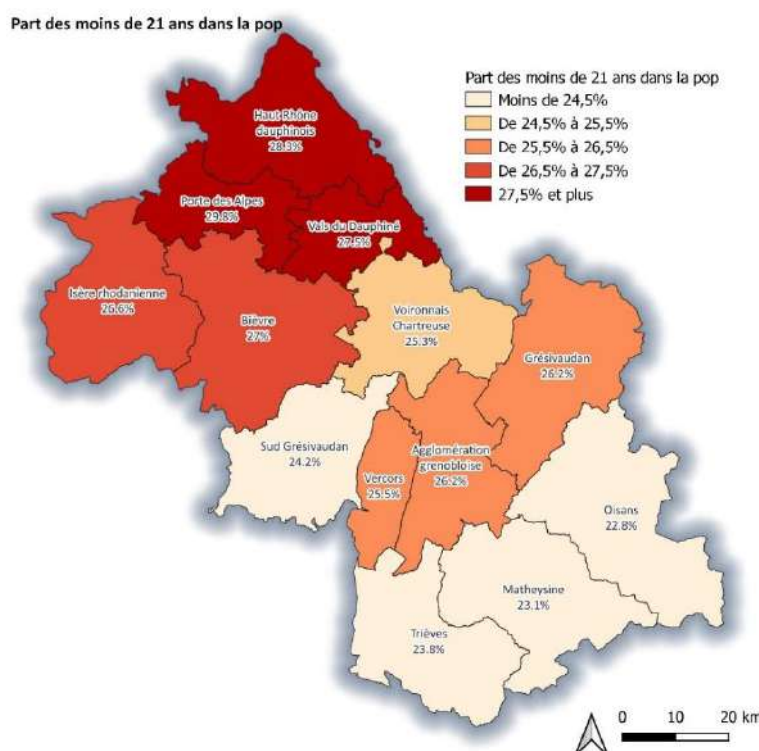 Part des moins de 21 ans dans la pop
Part des moins de 21 ans dans la pop
Moins de 24,5%
De 24,5% à 25,5%
De 25,5% à 26,5%
De 26,5% à 27,5%
27,5% et plus
Haut Rhône
dauphinois
28.3%
Porte des Alpes
29.8%
Vals du Dauphiné
27.5%
Isère rhodanienne
26.6%
Bièvre
27%
Voironnais
Chartreuse
25.3%
Grésivaudan
26.2%
Sud Grésivaudan
24.2%
Vercors
25.5%
Agglomération
grenobloise
26.2%
Oisans
22.8%
Matheysine
23.1%
Trièves
23.8%
0 10 20 km